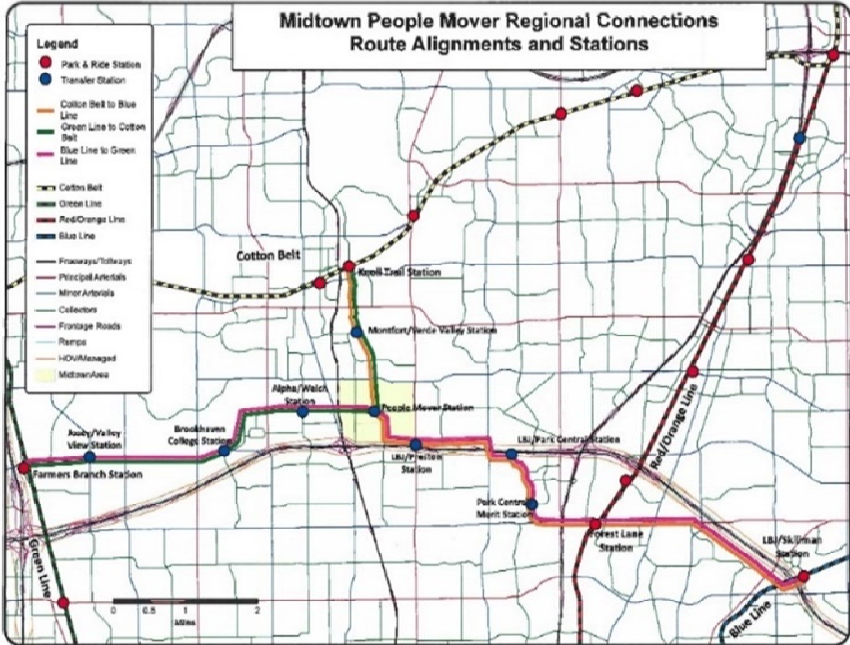 Midtown People Mover Regional Connections
Route Alignments and Stations
Legend
Park & Ride Station
Transfer Station
Cotton Belt to Blue
Line
Green Line to Cotton
Belt
Blue Line to Green
Line
Cotton Belt
Green Line
Red/Orange Line
Blue Line
Freeways/Tollways
Principal Arterials
Minor Arterials
Collectors
Frontage Roads
Ramps
HOV/Managed
Midtown Area
Cotton Belt
Knoll Trail Station
Montfort/Verde Valley Station
Alpha/Welch
Station
People Mover Station
Brookhaven
College Station
View Station
Farmers Branch Station
LBJ/Preston
Station
LBJ/Park Central Station
Park Central
Merit Station
Red/Orange Line
Forest Lane
Station
LBJ/Skillman
Station
Green Line
Blue Line
0 0.5 1 2
Miles